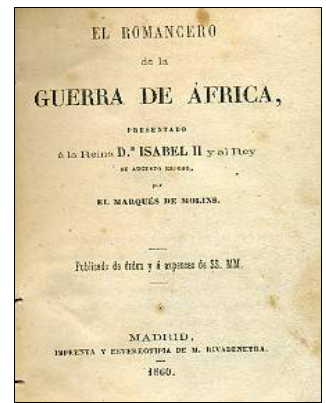 EL ROMANCERO
de la
GUERRA DE ÁFRICA,
PRESENTADO
á la Reina D.ª ISABEL II y al Rey
SU AUGUSTO ESPOSO,
por
EL MARQUÉS DE MOLINS.
Publicado de órden y á expensas de SS. MM.
MADRID,
IMPRENTA Y ESTEREOTIPIA DE M. RIVADENEYRA.
1860.